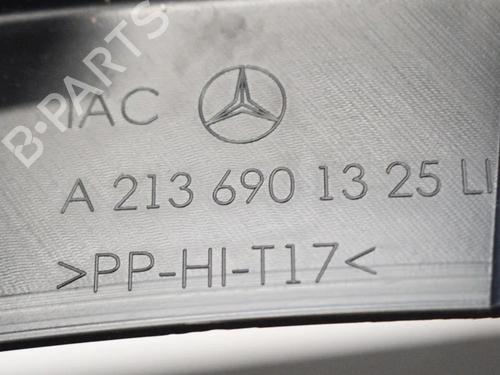 B-PARTS
IAC
A 213 690 13 25 LI
>PP-HI-T17<